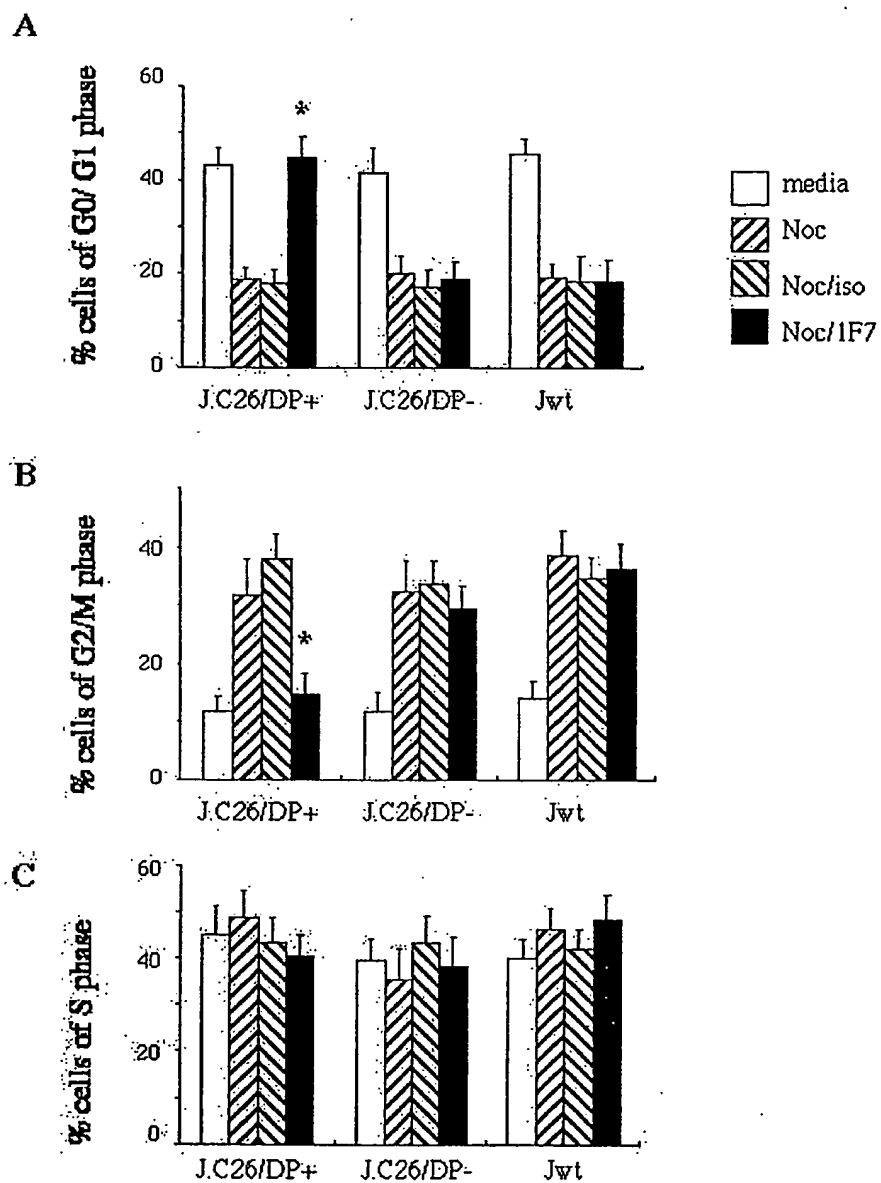 A
% cells of G0/ G1 phase
60
40
20
0
*
J.C26/DP+
J.C26/DP-
Jwt
media
Noc
Noc/iso
Noc/1F7
B
% cells of G2/M phase
40
20
0
*
J.C26/DP+
J.C26/DP-
Jwt
C
% cells of S phase
60
40
20
0
J.C26/DP+
J.C26/DP-
Jwt